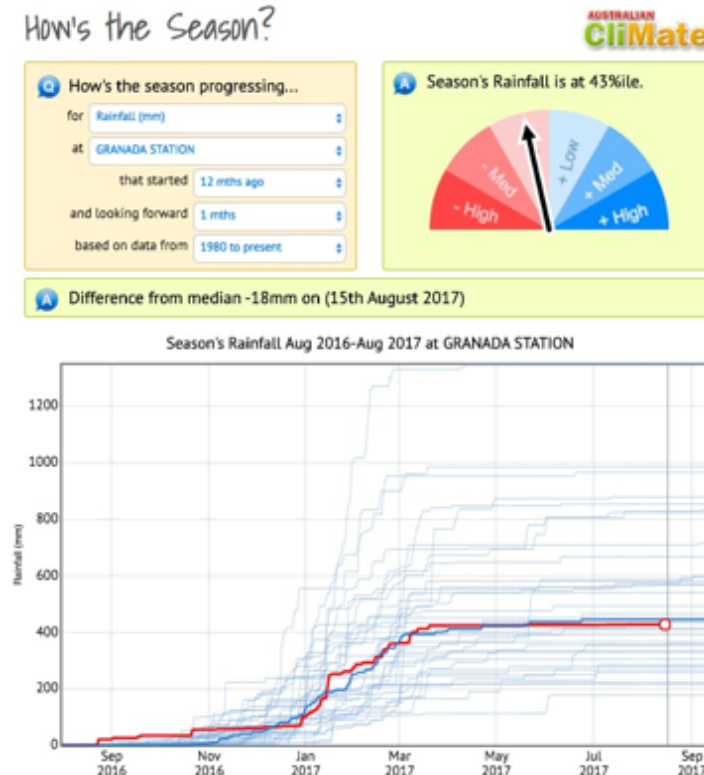 How's the Season?
AUSTRALIAN
CliMate
Q How's the season progressing...
for Rainfall (mm)
at GRANADA STATION
that started 12 mths ago
and looking forward 1 mths
based on data from 1980 to present
A Season's Rainfall is at 43%ile.
- High
- Med
+ Low
+ Med
+ High
A Difference from median -18mm on (15th August 2017)
Season's Rainfall Aug 2016-Aug 2017 at GRANADA STATION
Rainfall (mm)
1200
1000
800
600
400
200
0
Sep 2016
Nov 2016
Jan 2017
Mar 2017
May 2017
Jul 2017
Sep 2017